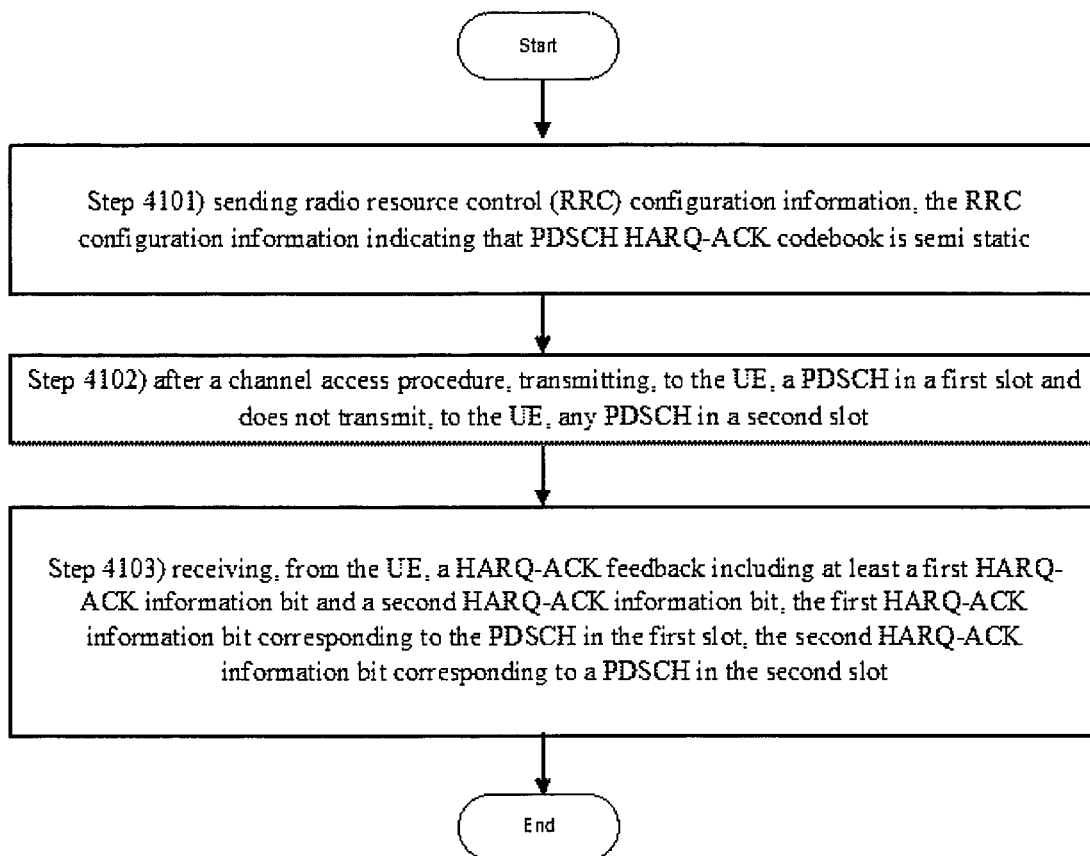 Start
Step 4101) sending radio resource control (RRC) configuration information, the RRC
configuration information indicating that PDSCH HARQ-ACK codebook is semi static
Step 4102) after a channel access procedure, transmitting, to the UE, a PDSCH in a first slot and
does not transmit, to the UE, any PDSCH in a second slot
Step 4103) receiving, from the UE, a HARQ-ACK feedback including at least a first HARQ-
ACK information bit and a second HARQ-ACK information bit, the first HARQ-ACK
information bit corresponding to the PDSCH in the first slot, the second HARQ-ACK
information bit corresponding to a PDSCH in the second slot
End